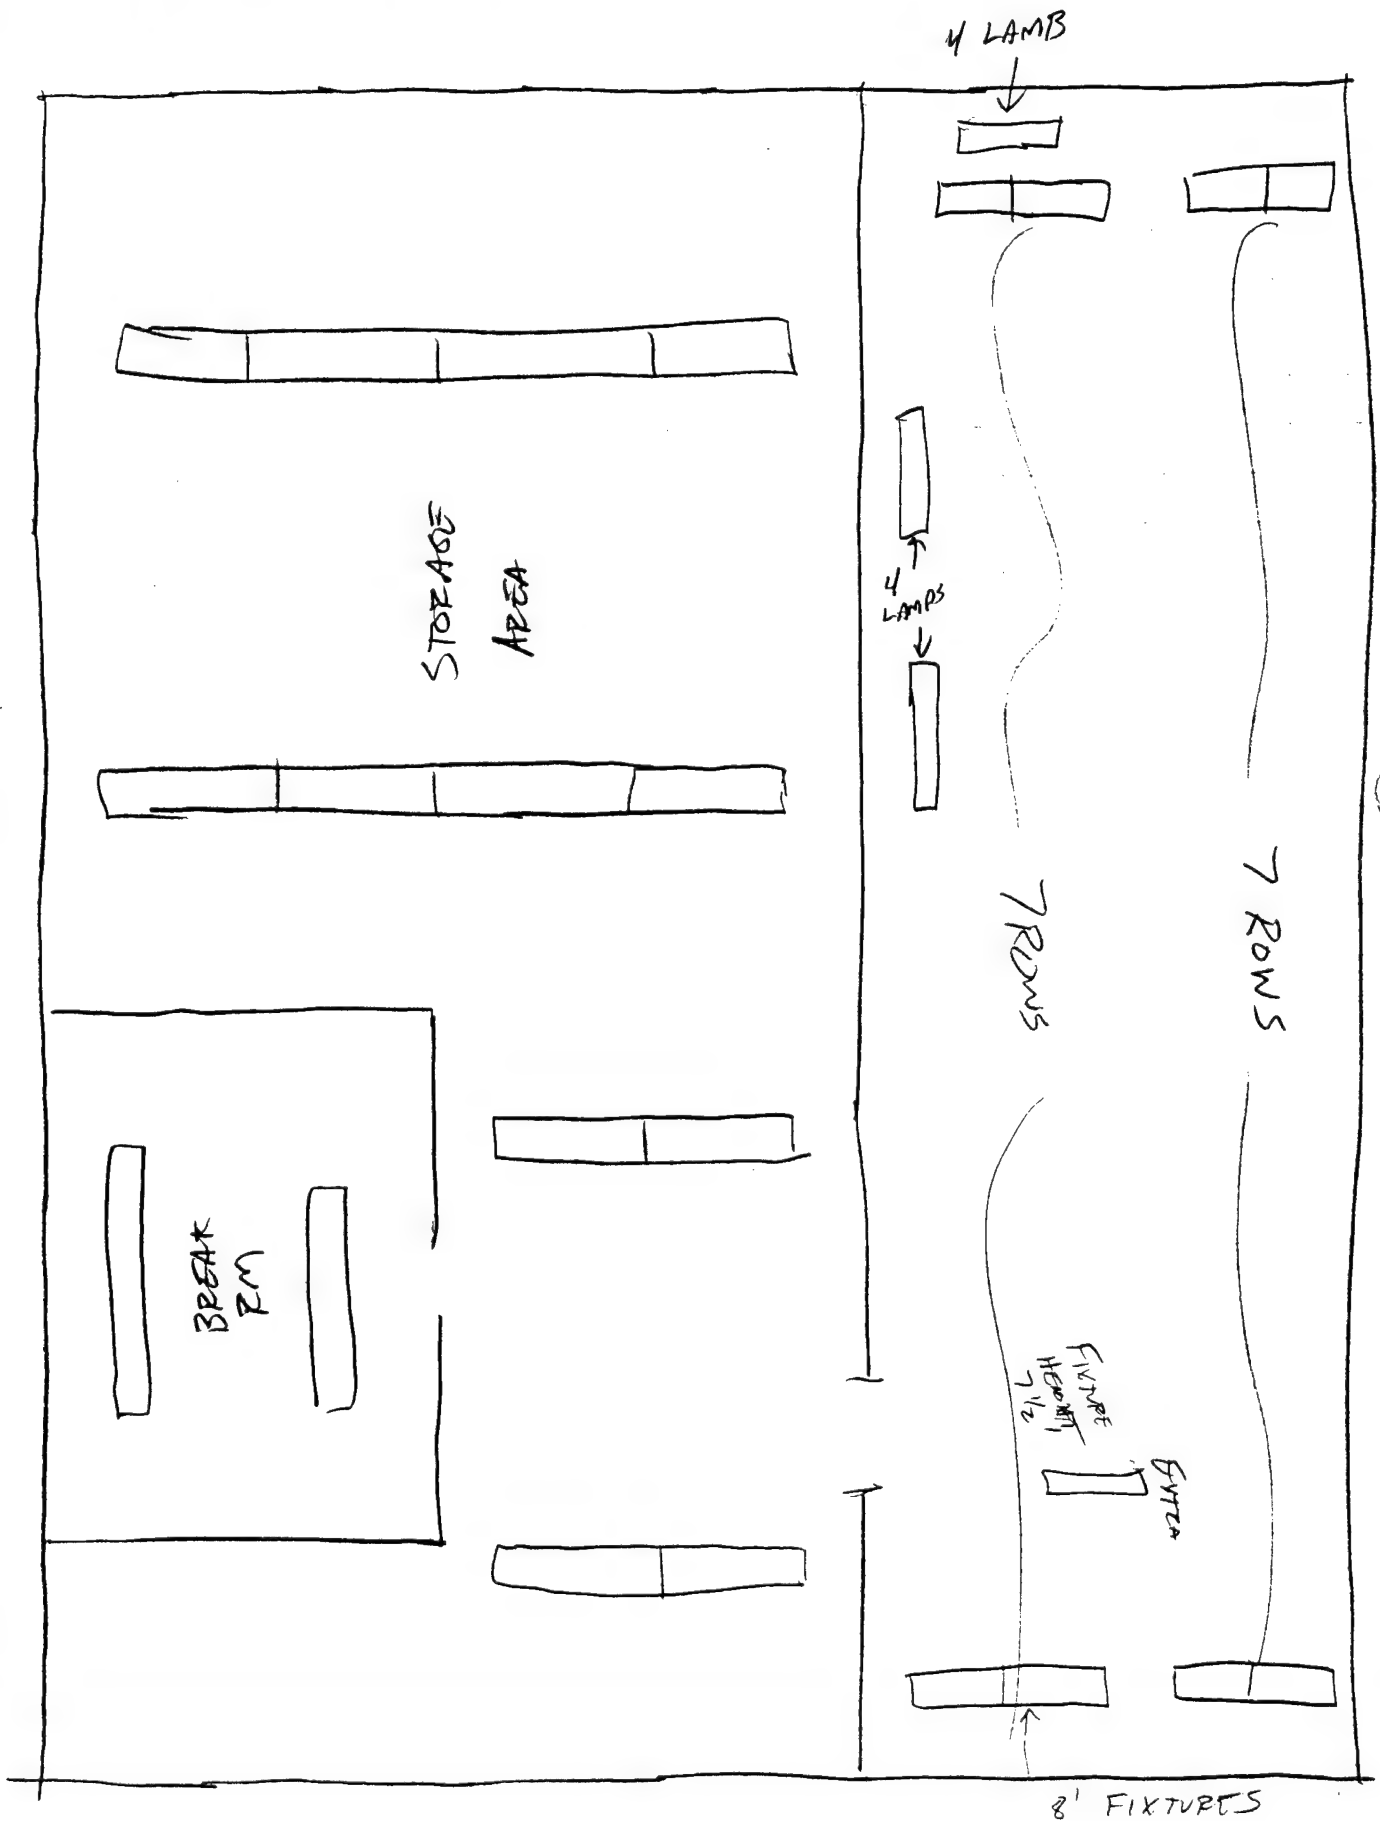 4 LAMB
STORAGE
AREA
4
LAMPS
7 ROWS
7 ROWS
BREAK
RM
FIXTURE
HEIGHT
7 1/2
EXTRA
8' FIXTURES